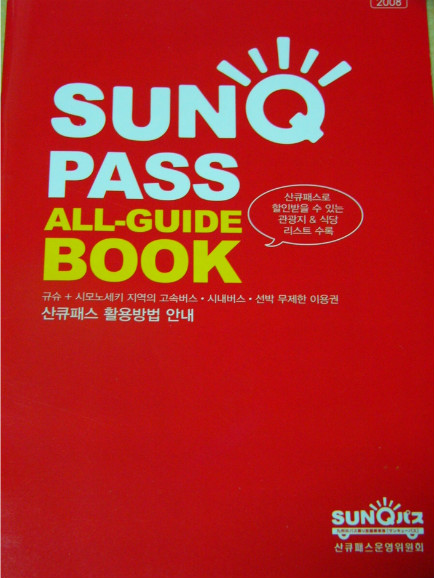 2008
SUNQ
PASS
ALL-GUIDE
BOOK
산큐패스로
할인받을 수 있는
관광지 & 식당
리스트 수록
규슈 + 시모노세키 지역의 고속버스・시내버스・선박 무제한 이용권
산큐패스 활용방법 안내
SUNQパス
산큐패스운영위원회